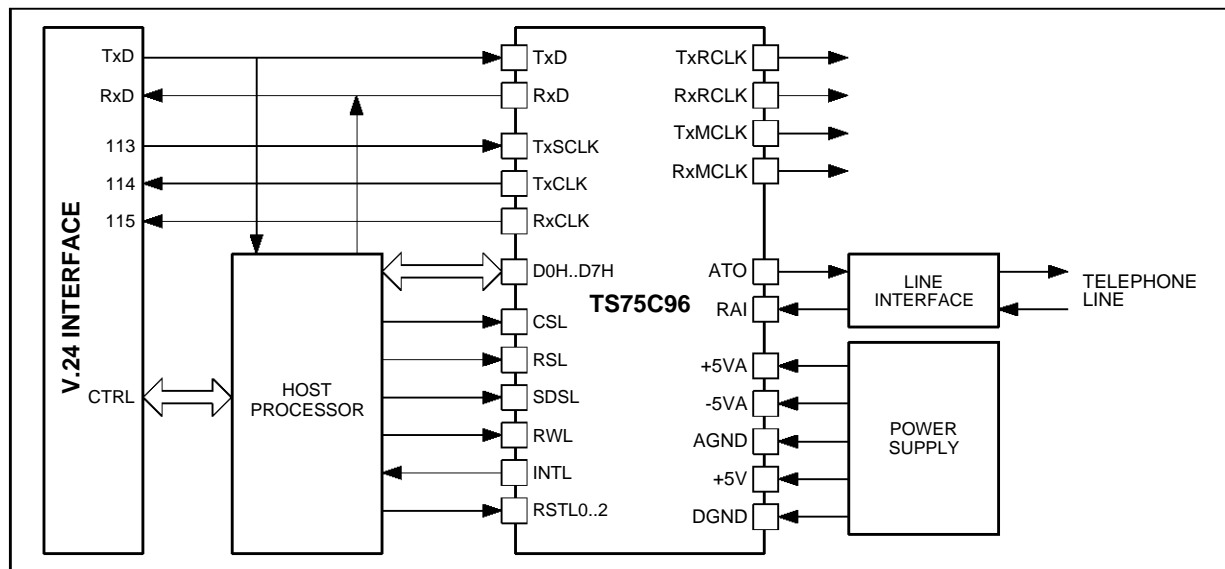 V.24 INTERFACE
TxD
RxD
113
114
115
CTRL
HOST
PROCESSOR
TS75C96
TxD
RxD
TxSCLK
TxCLK
RxCLK
D0H..D7H
CSL
RSL
SDSL
RWL
INTL
RSTL0..2
TxRCLK
RxRCLK
TxMCLK
RxMCLK
ATO
RAI
+5VA
-5VA
AGND
+5V
DGND
LINE
INTERFACE
TELEPHONE
LINE
POWER
SUPPLY